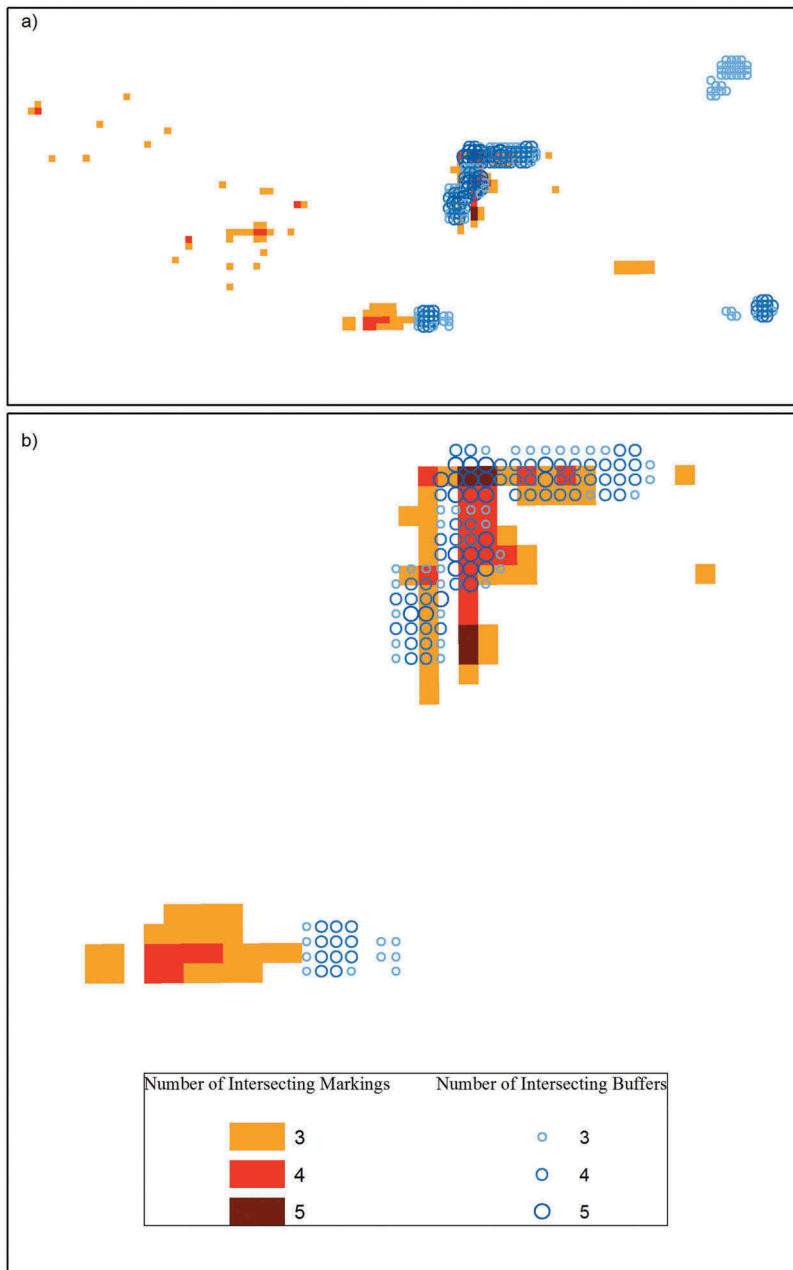 a)
b)
Number of Intersecting Markings Number of Intersecting Buffers
3 3
4 4
5 5